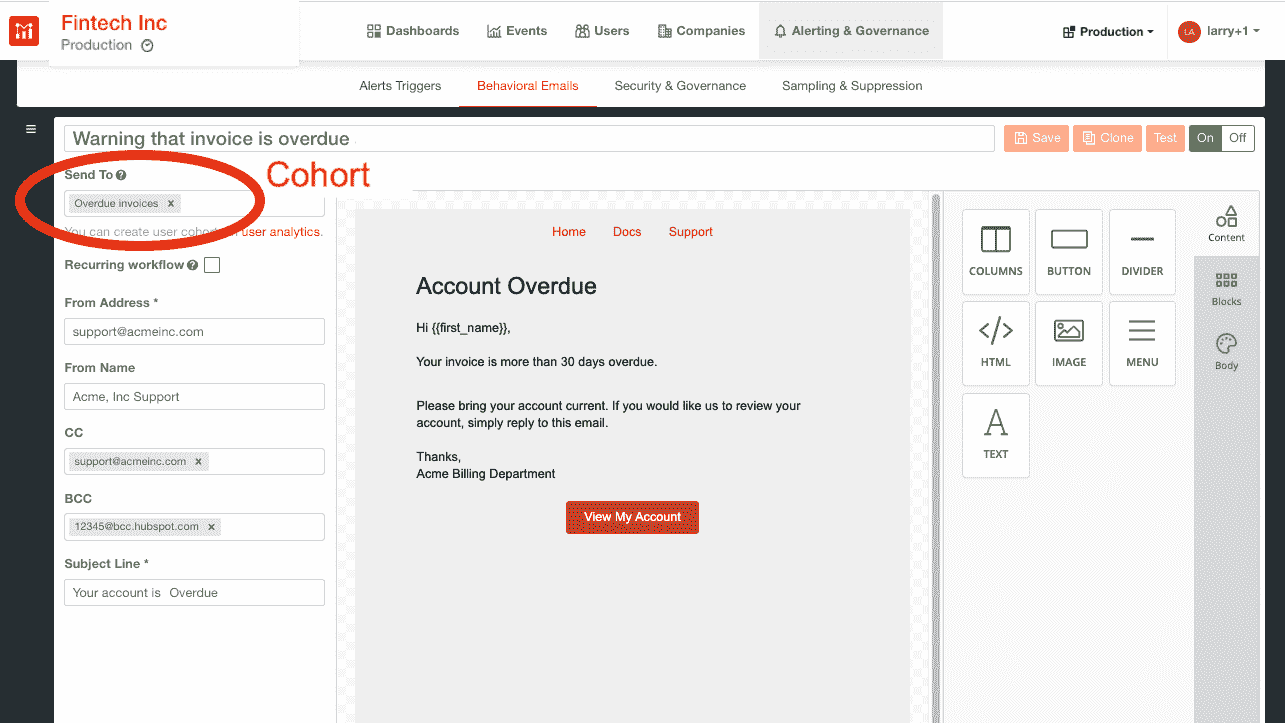 Fintech Inc
Production
Dashboards
Events
Users
Companies
Alerting & Governance
Production
LA
larry+1
Alerts Triggers
Behavioral Emails
Security & Governance
Sampling & Suppression
Warning that invoice is overdue
Save
Clone
Test
On
Off
Send To
Cohort
Overdue invoices x
You can create user cohort
user analytics.
Recurring workflow
From Address *
support@acmeinc.com
From Name
Acme, Inc Support
CC
support@acmeinc.com x
BCC
12345@bcc.hubspot.com x
Subject Line *
Your account is Overdue
Home
Docs
Support
Account Overdue
Hi {{first_name}},
Your invoice is more than 30 days overdue.
Please bring your account current. If you would like us to review your
account, simply reply to this email.
Thanks,
Acme Billing Department
View My Account
COLUMNS
BUTTON
DIVIDER
HTML
IMAGE
MENU
TEXT
Content
Blocks
Body